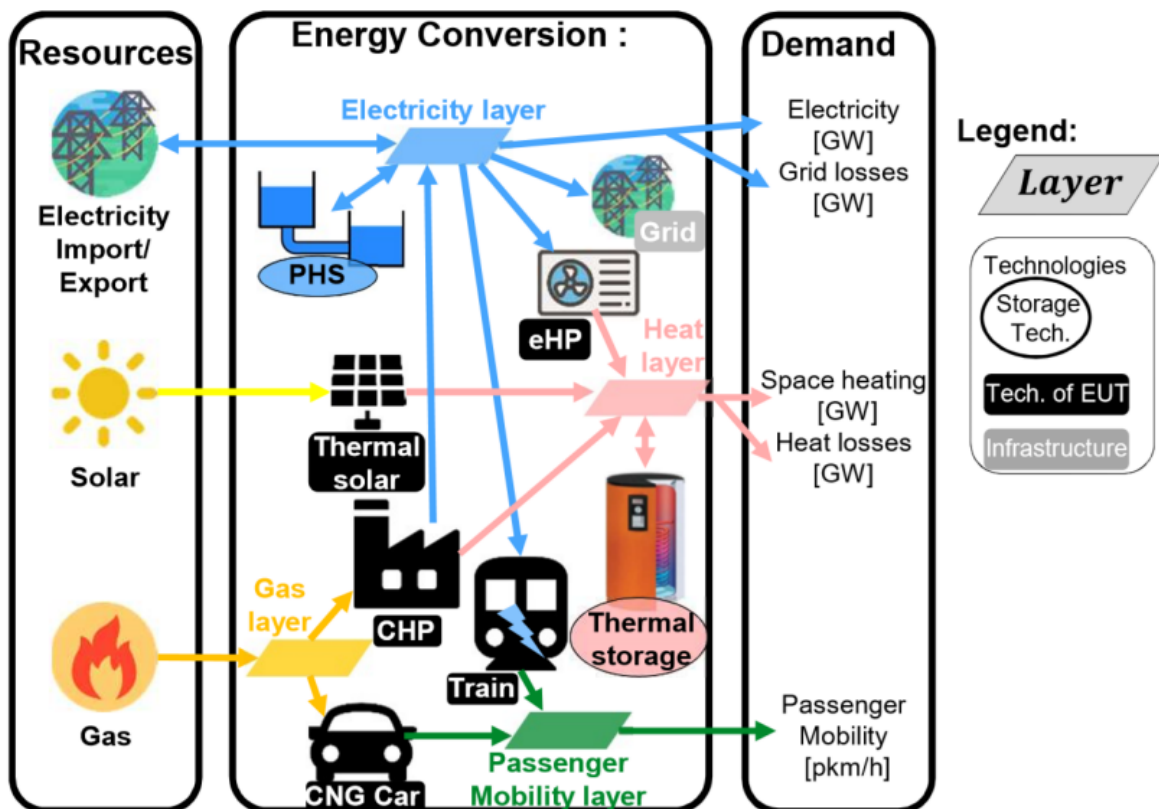 Resources
Electricity
Import/
Export
Solar
Gas
Energy Conversion :
Electricity layer
PHS
Grid
eHP
Heat
layer
Thermal
solar
Gas
layer
CHP
Train
Thermal
storage
CNG Car
Passenger
Mobility layer
Demand
Electricity
[GW]
Grid losses
[GW]
Space heating
[GW]
Heat losses
[GW]
Passenger
Mobility
[pkm/h]
Legend:
Layer
Technologies
Storage
Tech.
Tech. of EUT
Infrastructure